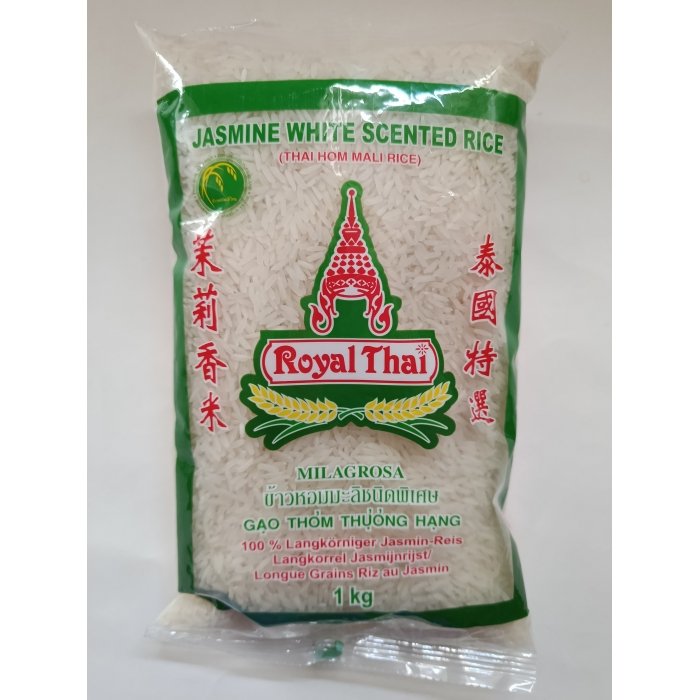 JASMINE WHITE SCENTED RICE
(THAI HOM MALI RICE)
茉莉香米
泰國特選
Royal Thai
MILAGROSA
ข้าวหอมมะลิชนิดพิเศษ
GẠO THỎM THỰỎNG HẠNG
100 % Langkörniger Jasmin-Reis
Langkorrel Jasmijnrijst/
Longue Grains Riz au Jasmin
1 kg